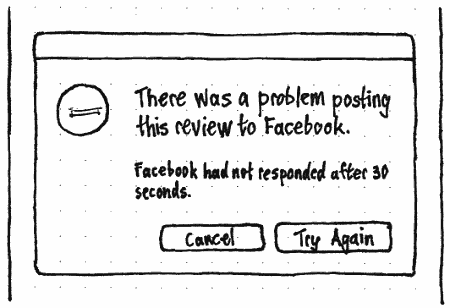 There was a problem posting
this review to Facebook.
Facebook had not responded after 30
seconds.
Cancel
Try Again